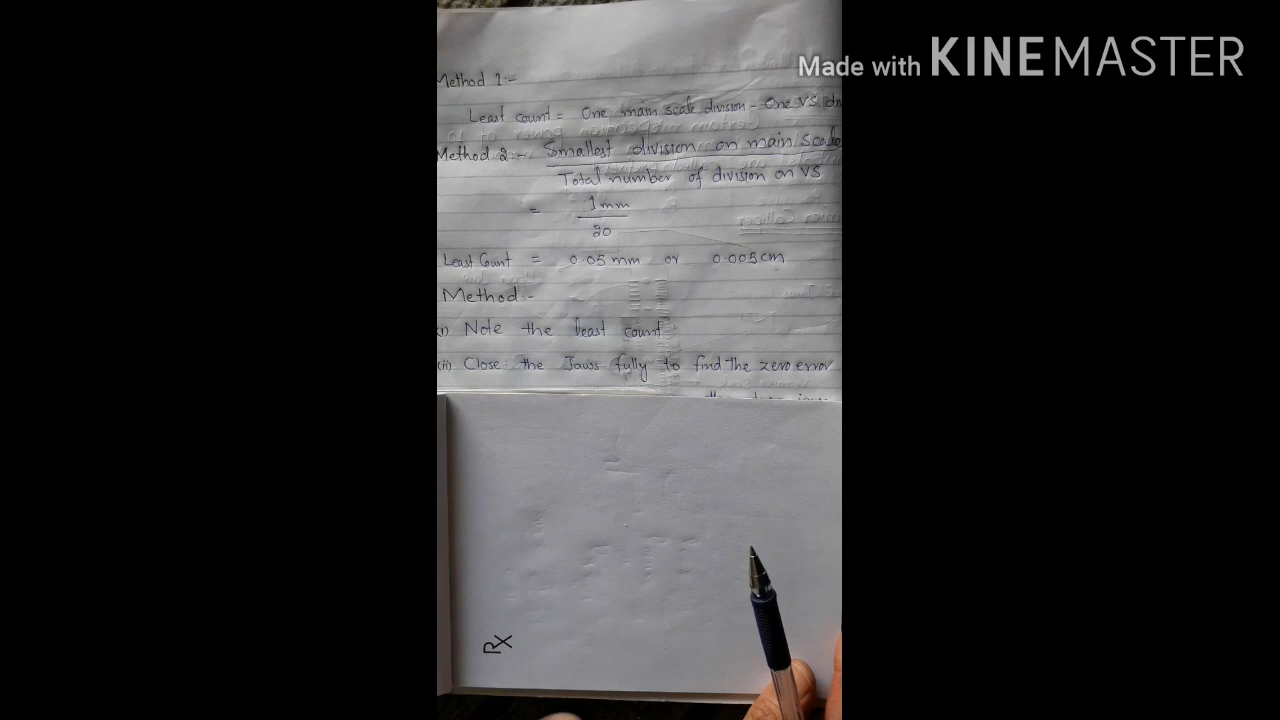 Made with KINEMASTER
Method 1:-
Least count = One main scale division - One VS di
Method 2:- Smallest division on main scale
Total number of division on VS
= 1mm
20
Least Count = 0.05 mm or 0.005cm
Method:-
(i) Note the least count
(ii) Close the Jaws fully to find the zero error
Rx